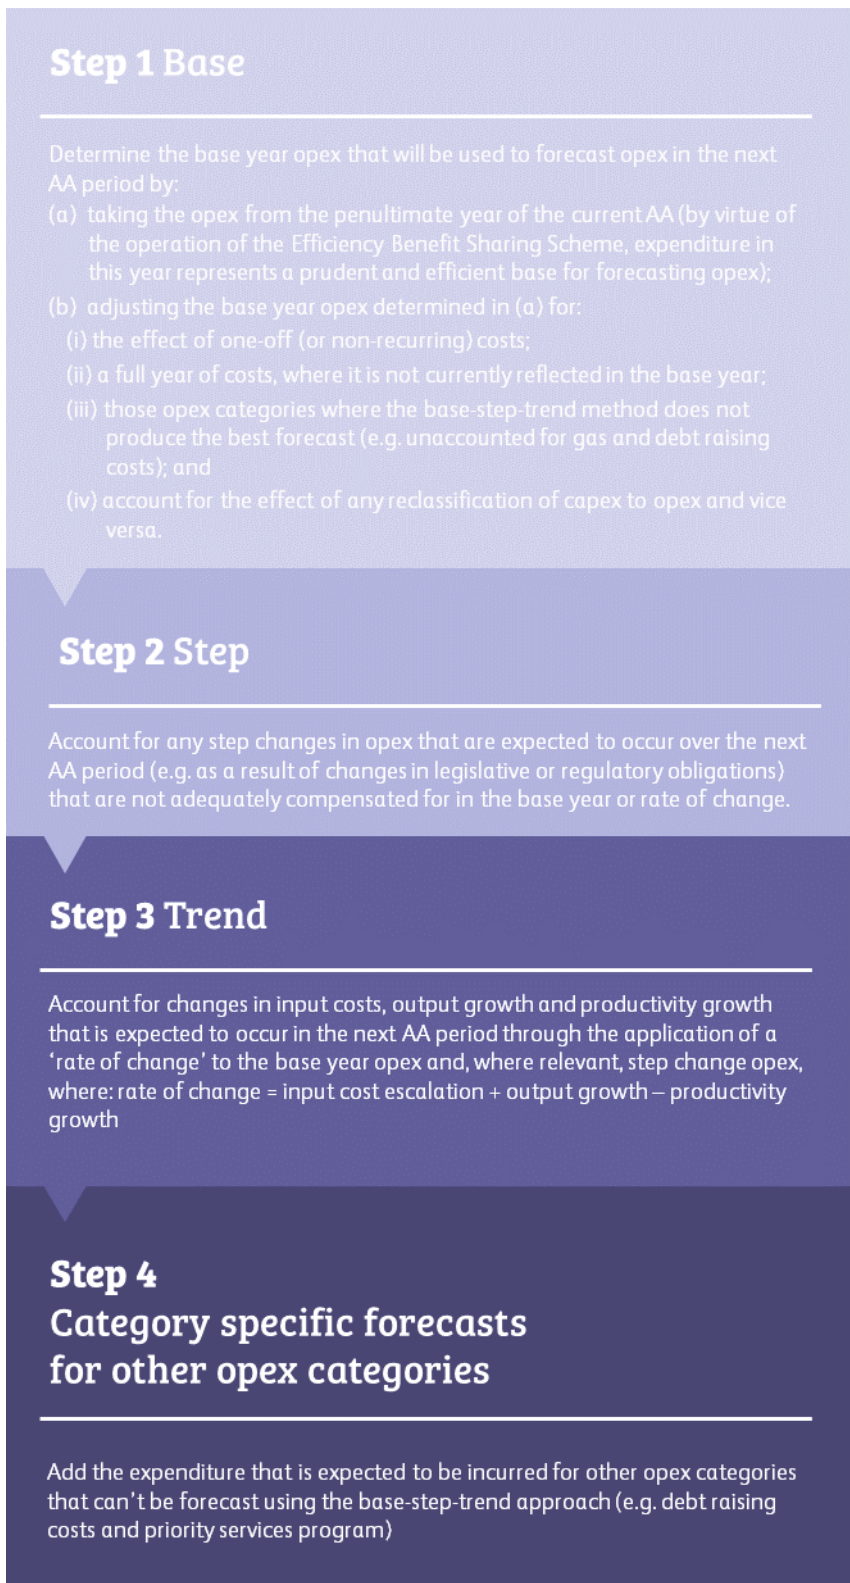 Step 1 Base
Determine the base year opex that will be used to forecast opex in the next
AA period by:
(a) taking the opex from the penultimate year of the current AA (by virtue of
the operation of the Efficiency Benefit Sharing Scheme, expenditure in
this year represents a prudent and efficient base for forecasting opex);
(b) adjusting the base year opex determined in (a) for:
(i) the effect of one-off (or non-recurring) costs;
(ii) a full year of costs, where it is not currently reflected in the base year;
(iii) those opex categories where the base-step-trend method does not
produce the best forecast (e.g. unaccounted for gas and debt raising
costs); and
(iv) account for the effect of any reclassification of capex to opex and vice
versa.
Step 2 Step
Account for any step changes in opex that are expected to occur over the next
AA period (e.g. as a result of changes in legislative or regulatory obligations)
that are not adequately compensated for in the base year or rate of change.
Step 3 Trend
Account for changes in input costs, output growth and productivity growth
that is expected to occur in the next AA period through the application of a
‘rate of change’ to the base year opex and, where relevant, step change opex,
where: rate of change = input cost escalation + output growth – productivity
growth
Step 4
Category specific forecasts
for other opex categories
Add the expenditure that is expected to be incurred for other opex categories
that can’t be forecast using the base-step-trend approach (e.g. debt raising
costs and priority services program)